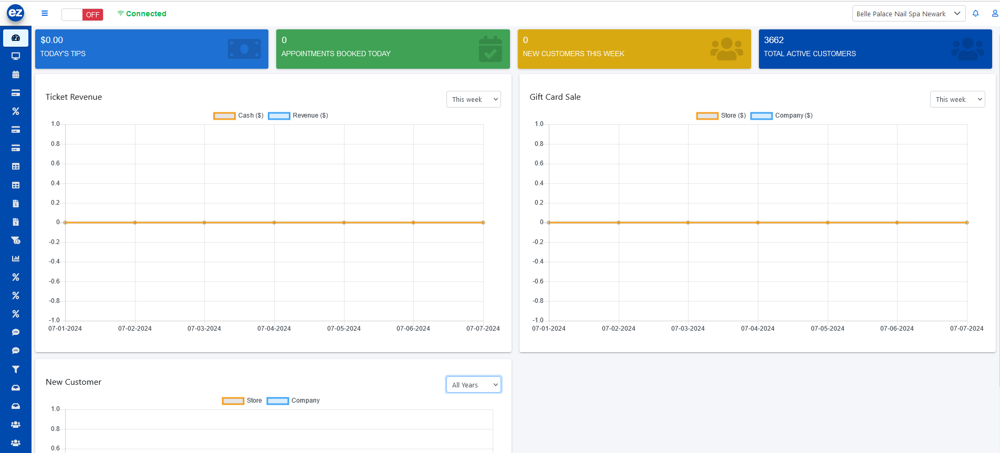 ez
OFF
Connected
Belle Palace Nail Spa Newark
$0.00
TODAY'S TIPS
0
APPOINTMENTS BOOKED TODAY
0
NEW CUSTOMERS THIS WEEK
3662
TOTAL ACTIVE CUSTOMERS
Ticket Revenue
This week
Cash ($) Revenue ($)
1.0
0.8
0.6
0.4
0.2
0
-0.2
-0.4
-0.6
-0.8
-1.0
07-01-2024 07-02-2024 07-03-2024 07-04-2024 07-05-2024 07-06-2024 07-07-2024
Gift Card Sale
This week
Store ($) Company ($)
1.0
0.8
0.6
0.4
0.2
0
-0.2
-0.4
-0.6
-0.8
-1.0
07-01-2024 07-02-2024 07-03-2024 07-04-2024 07-05-2024 07-06-2024 07-07-2024
New Customer
All Years
Store Company
1.0
0.8
0.6